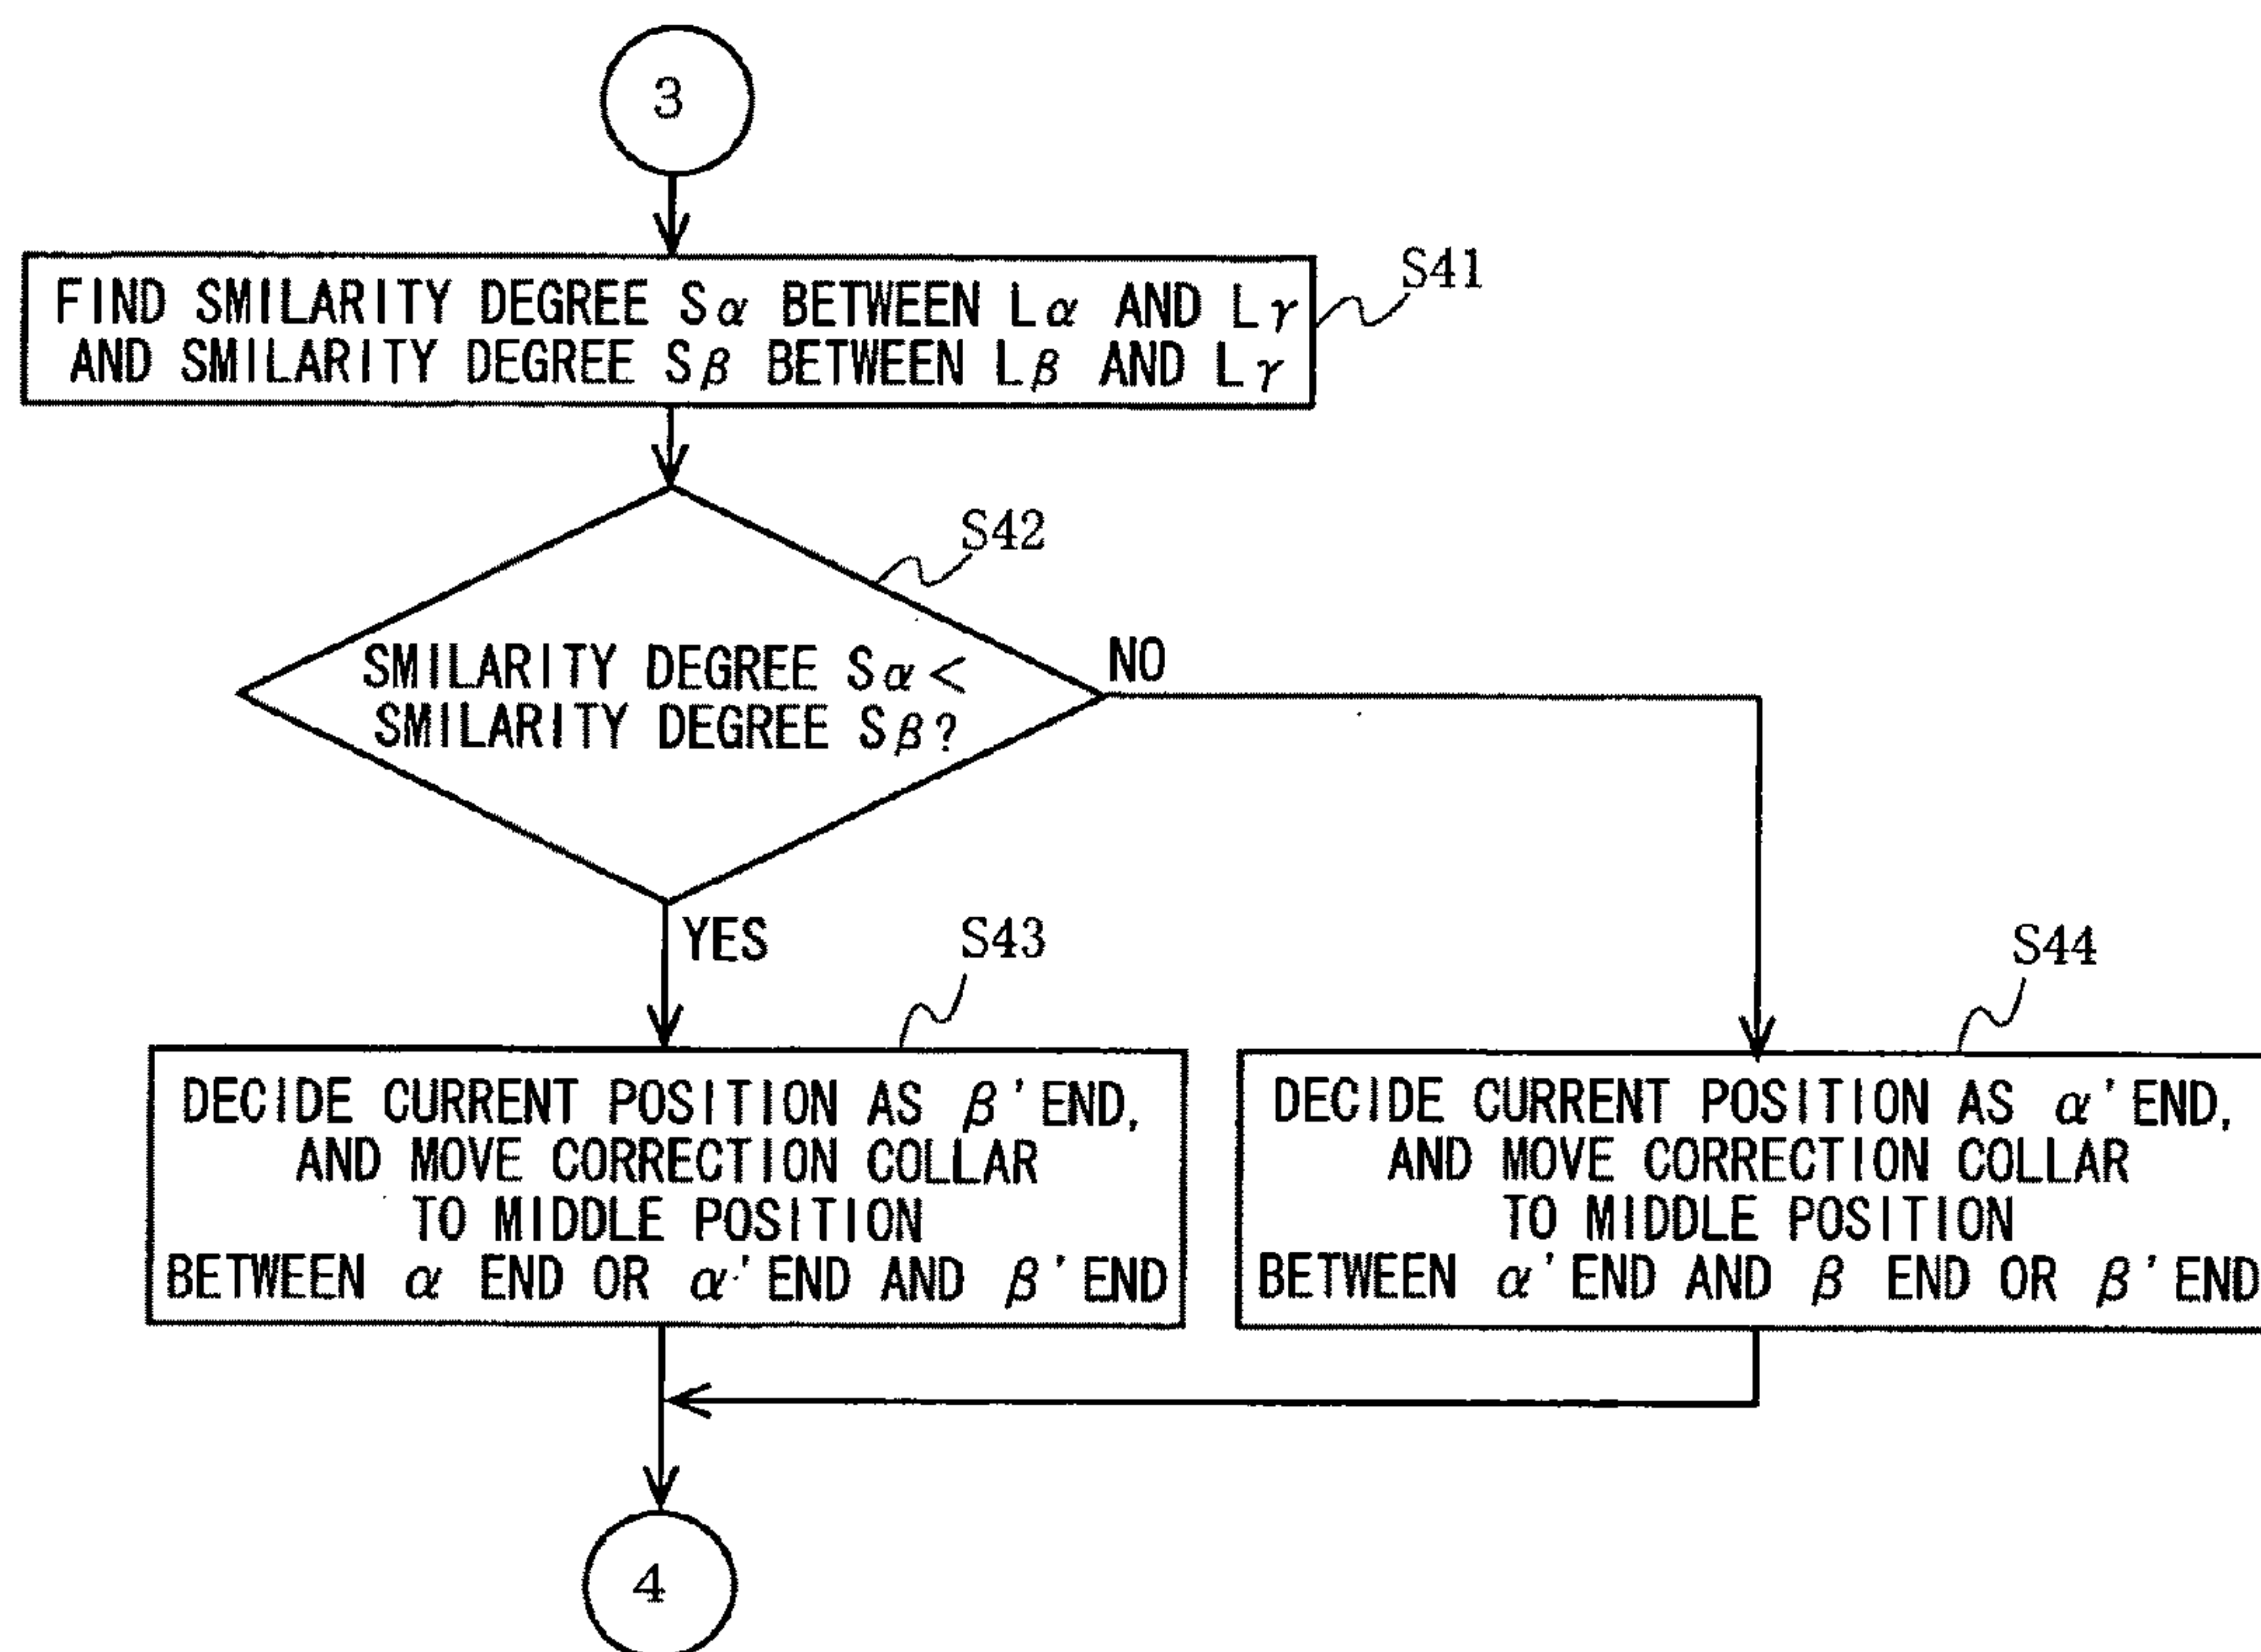 3
S41
FIND SMILARITY DEGREE Sα BETWEEN Lα AND Lγ
AND SMILARITY DEGREE Sβ BETWEEN Lβ AND Lγ
S42
SMILARITY DEGREE Sα <
SMILARITY DEGREE Sβ?
NO
YES
S43
DECIDE CURRENT POSITION AS β'END,
AND MOVE CORRECTION COLLAR
TO MIDDLE POSITION
BETWEEN α END OR α'END AND β'END
S44
DECIDE CURRENT POSITION AS α'END,
AND MOVE CORRECTION COLLAR
TO MIDDLE POSITION
BETWEEN α'END AND β END OR β'END
4